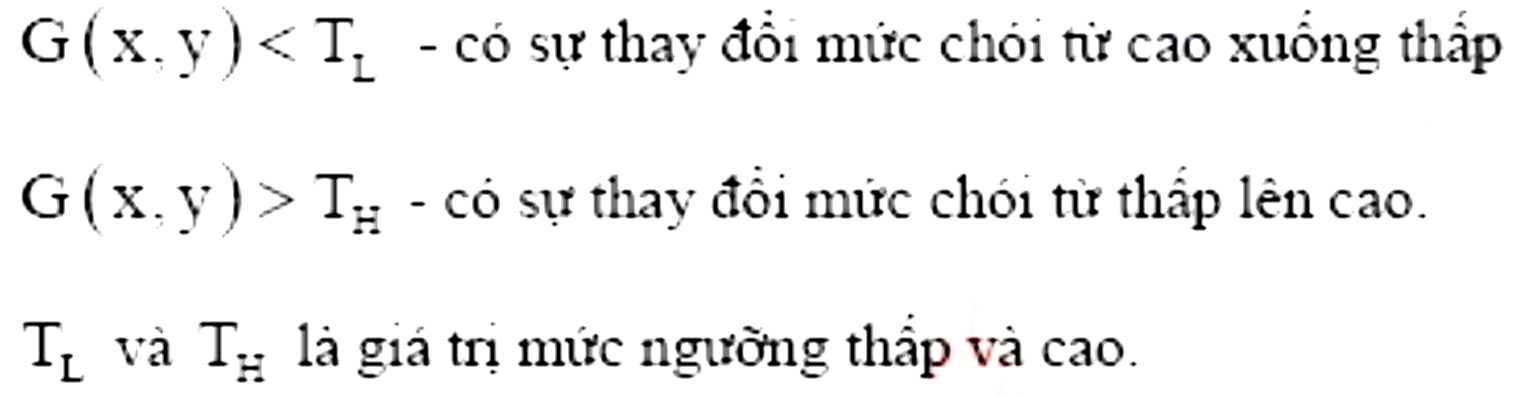 G(x,y) < T_L - có sự thay đổi mức chói từ cao xuống thấp
G(x,y) > T_H - có sự thay đổi mức chói từ thấp lên cao.
T_L và T_H là giá trị mức ngưỡng thấp và cao.